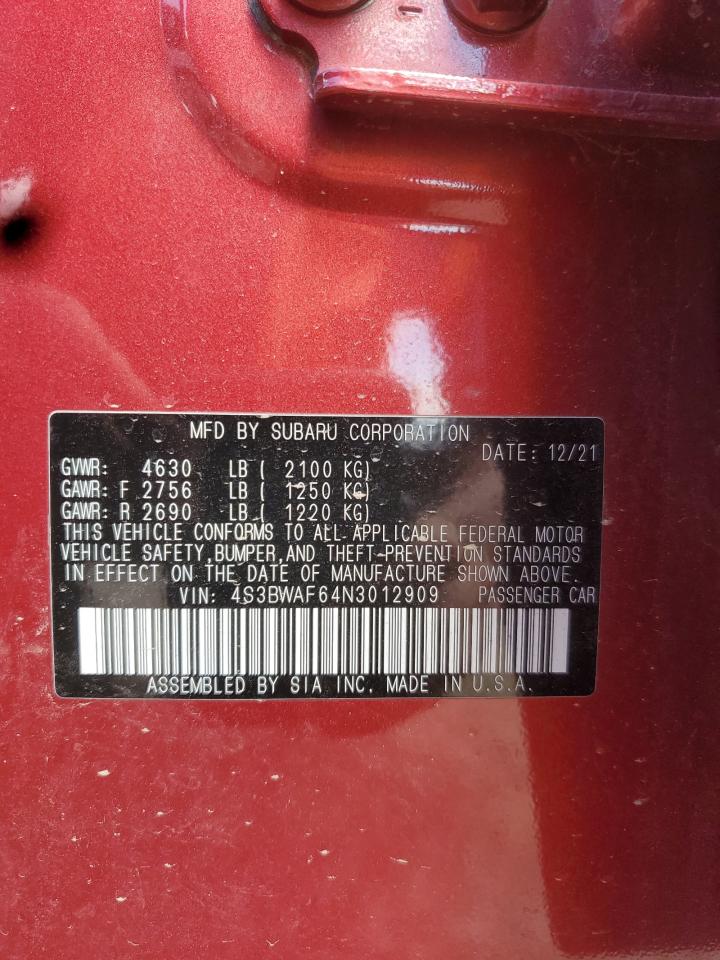 MFD BY SUBARU CORPORATION
DATE: 12/21
GVWR: 4630 LB ( 2100 KG)
GAWR: F 2756 LB ( 1250 KG)
GAWR: R 2690 LB ( 1220 KG)
THIS VEHICLE CONFORMS TO ALL APPLICABLE FEDERAL MOTOR
VEHICLE SAFETY, BUMPER, AND THEFT-PREVENTION STANDARDS
IN EFFECT ON THE DATE OF MANUFACTURE SHOWN ABOVE.
VIN: 4S3BWAF64N3012909 PASSENGER CAR
ASSEMBLED BY SIA INC. MADE IN U.S.A.